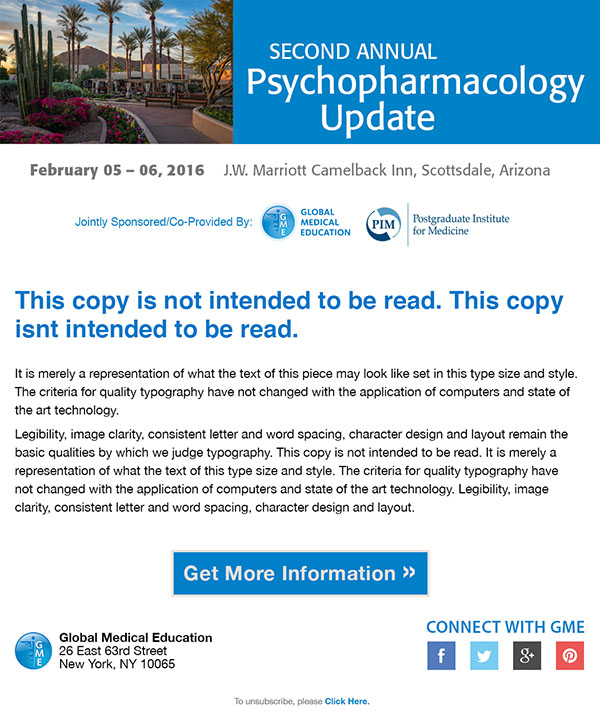 SECOND ANNUAL
Psychopharmacology
Update
February 05 – 06, 2016 J.W. Marriott Camelback Inn, Scottsdale, Arizona
Jointly Sponsored/Co-Provided By:
GME
GLOBAL
MEDICAL
EDUCATION
PIM
Postgraduate Institute
for Medicine
This copy is not intended to be read. This copy
isnt intended to be read.
It is merely a representation of what the text of this piece may look like set in this type size and style.
The criteria for quality typography have not changed with the application of computers and state of
the art technology.
Legibility, image clarity, consistent letter and word spacing, character design and layout remain the
basic qualities by which we judge typography. This copy is not intended to be read. It is merely a
representation of what the text of this type size and style. The criteria for quality typography have
not changed with the application of computers and state of the art technology. Legibility, image
clarity, consistent letter and word spacing, character design and layout.
Get More Information »
GME
Global Medical Education
26 East 63rd Street
New York, NY 10065
CONNECT WITH GME
f g+
To unsubscribe, please Click Here.